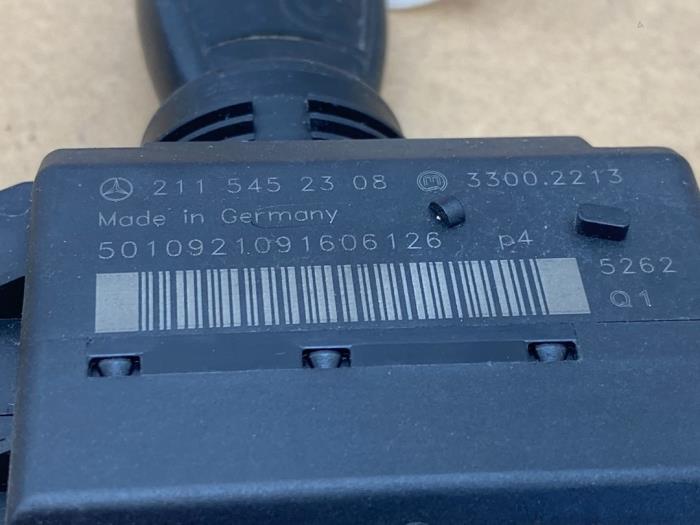 211 545 23 08 3300.2213
Made in Germany
5010921091606126 p4
5262
Q1